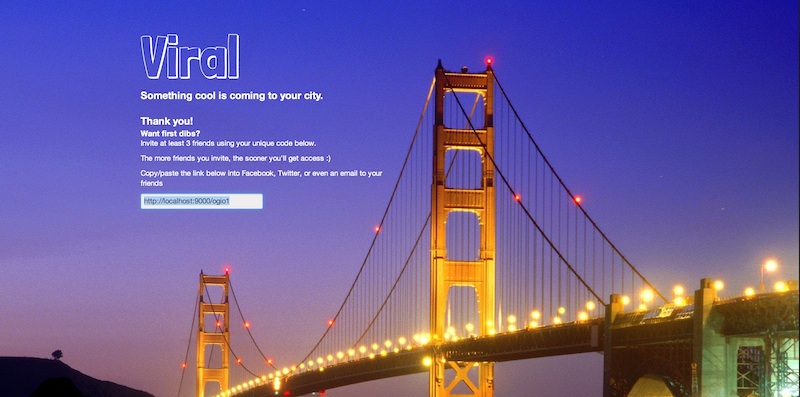 Viral
Something cool is coming to your city.
Thank you!
Want first dibs?
Invite at least 3 friends using your unique code below.
The more friends you invite, the sooner you'll get access :)
Copy/paste the link below into Facebook, Twitter, or even an email to your
friends
http://localhost:9000/ogio1